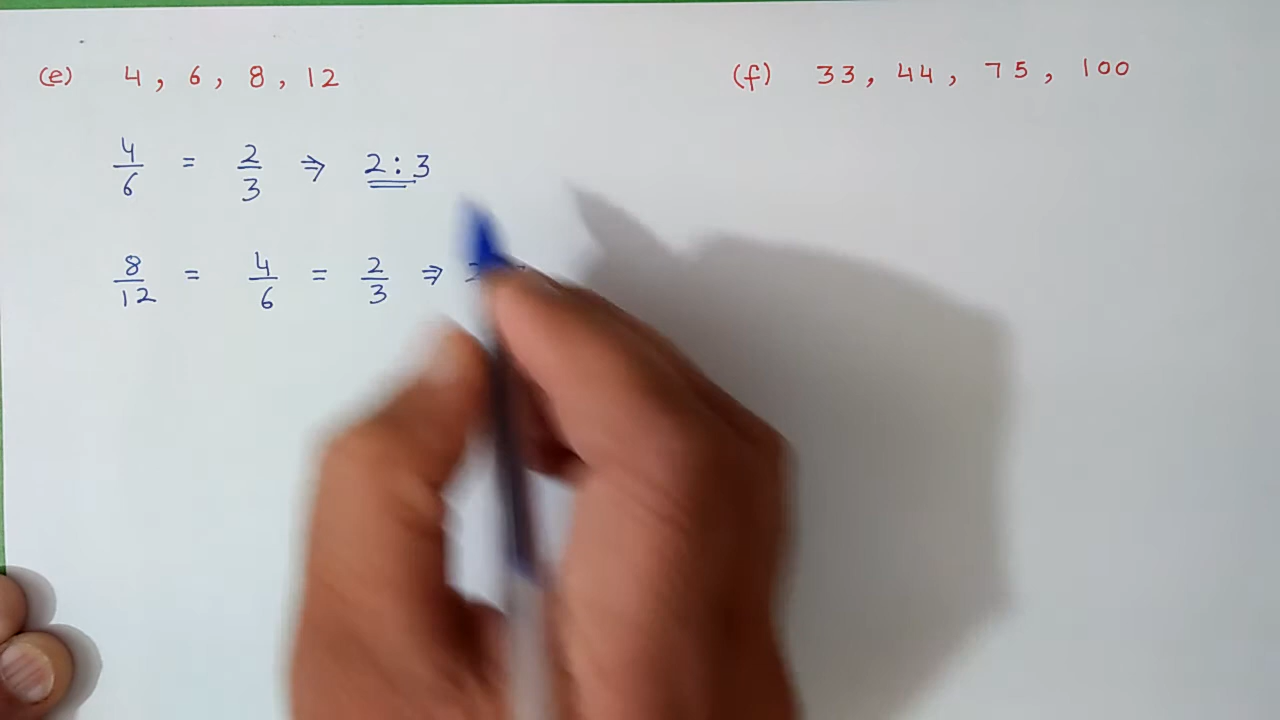 (e) 4, 6, 8, 12
4/6 = 2/3 ⇒ 2:3
8/12 = 4/6 = 2/3 ⇒
(f) 33, 44, 75, 100